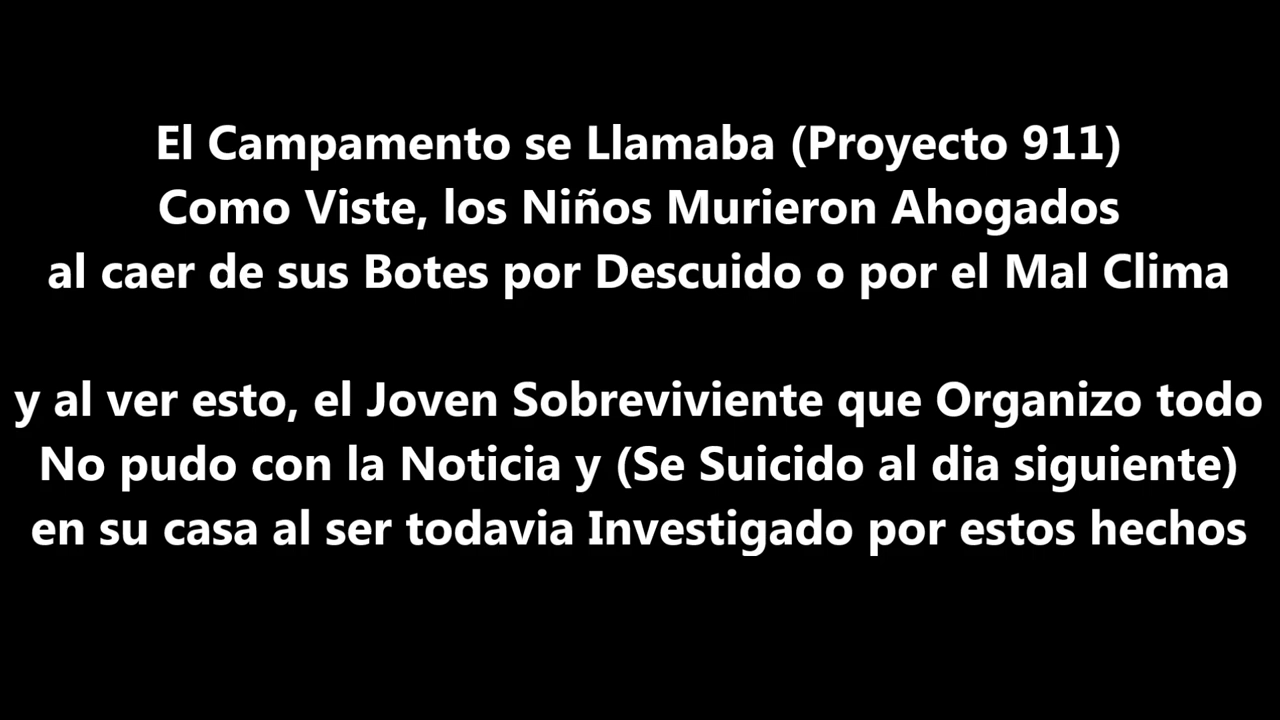 El Campamento se Llamaba (Proyecto 911)
Como Viste, los Niños Murieron Ahogados
al caer de sus Botes por Descuido o por el Mal Clima
y al ver esto, el Joven Sobreviviente que Organizo todo
No pudo con la Noticia y (Se Suicido al dia siguiente)
en su casa al ser todavia Investigado por estos hechos